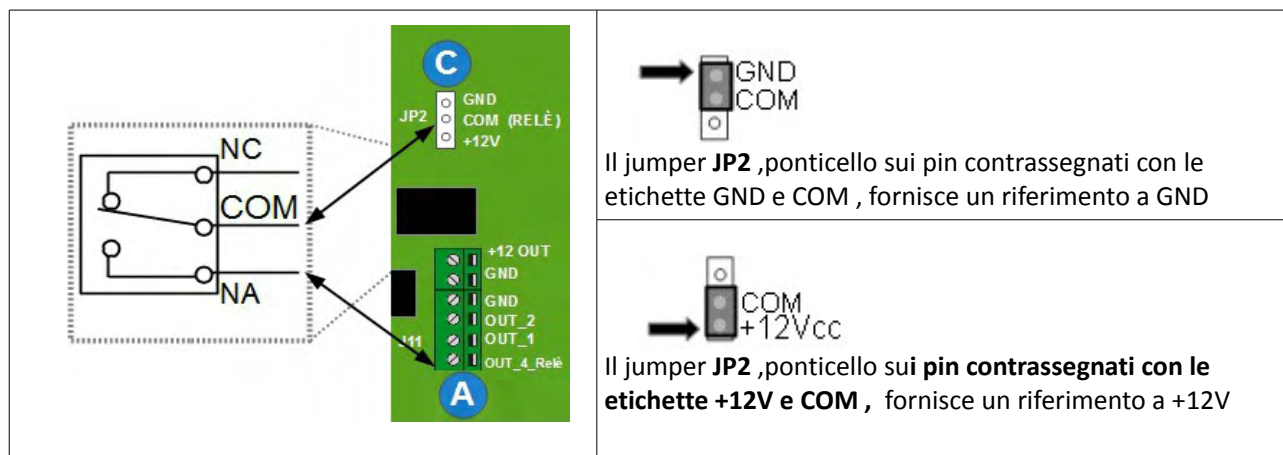 C
GND
JP2 COM (RELÈ)
+12V
NC
COM
NA
+12 OUT
GND
GND
OUT_2
J11 OUT_1
OUT_4_Relè
A
GND
COM
Il jumper JP2 ,ponticello sui pin contrassegnati con le
etichette GND e COM , fornisce un riferimento a GND
COM
+12Vcc
Il jumper JP2 ,ponticello sui pin contrassegnati con le
etichette +12V e COM , fornisce un riferimento a +12V